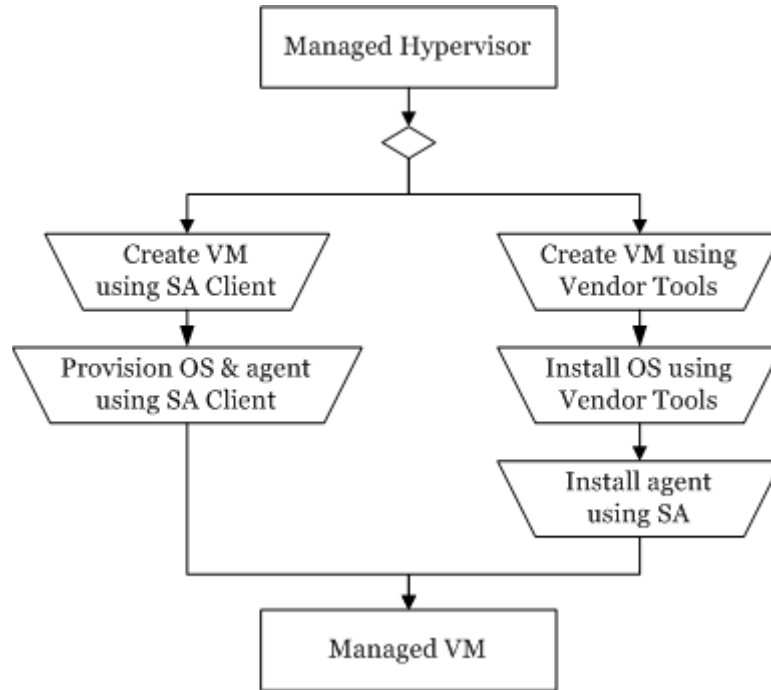 Managed Hypervisor
Create VM
using SA Client
Create VM using
Vendor Tools
Provision OS & agent
using SA Client
Install OS using
Vendor Tools
Install agent
using SA
Managed VM